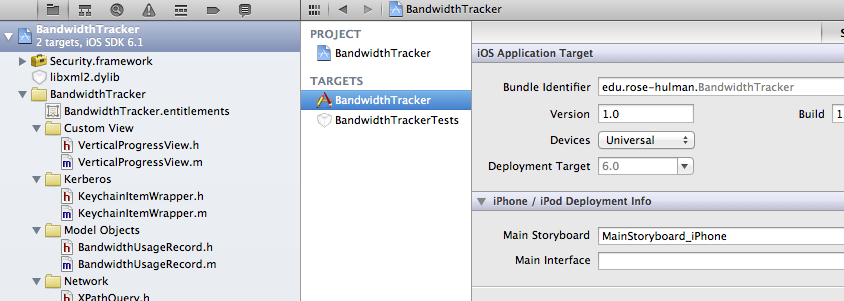 BandwidthTracker
2 targets, iOS SDK 6.1
Security.framework
libxml2.dylib
BandwidthTracker
BandwidthTracker.entitlements
Custom View
h VerticalProgressView.h
m VerticalProgressView.m
Kerberos
h KeychainItemWrapper.h
m KeychainItemWrapper.m
Model Objects
h BandwidthUsageRecord.h
m BandwidthUsageRecord.m
Network
h XPathQuery.h
BandwidthTracker
PROJECT
BandwidthTracker
TARGETS
BandwidthTracker
BandwidthTrackerTests
S
iOS Application Target
Bundle Identifier edu.rose-hulman.BandwidthTracker
Version 1.0 Build 1
Devices Universal
Deployment Target 6.0
iPhone / iPod Deployment Info
Main Storyboard MainStoryboard_iPhone
Main Interface